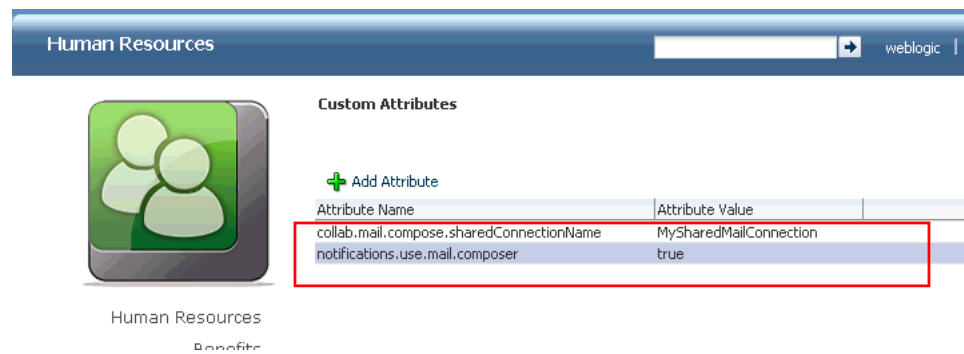 Human Resources
weblogic |
Custom Attributes
Add Attribute
Attribute Name Attribute Value
collab.mail.compose.sharedConnectionName MySharedMailConnection
notifications.use.mail.composer true
Human Resources
Benefits